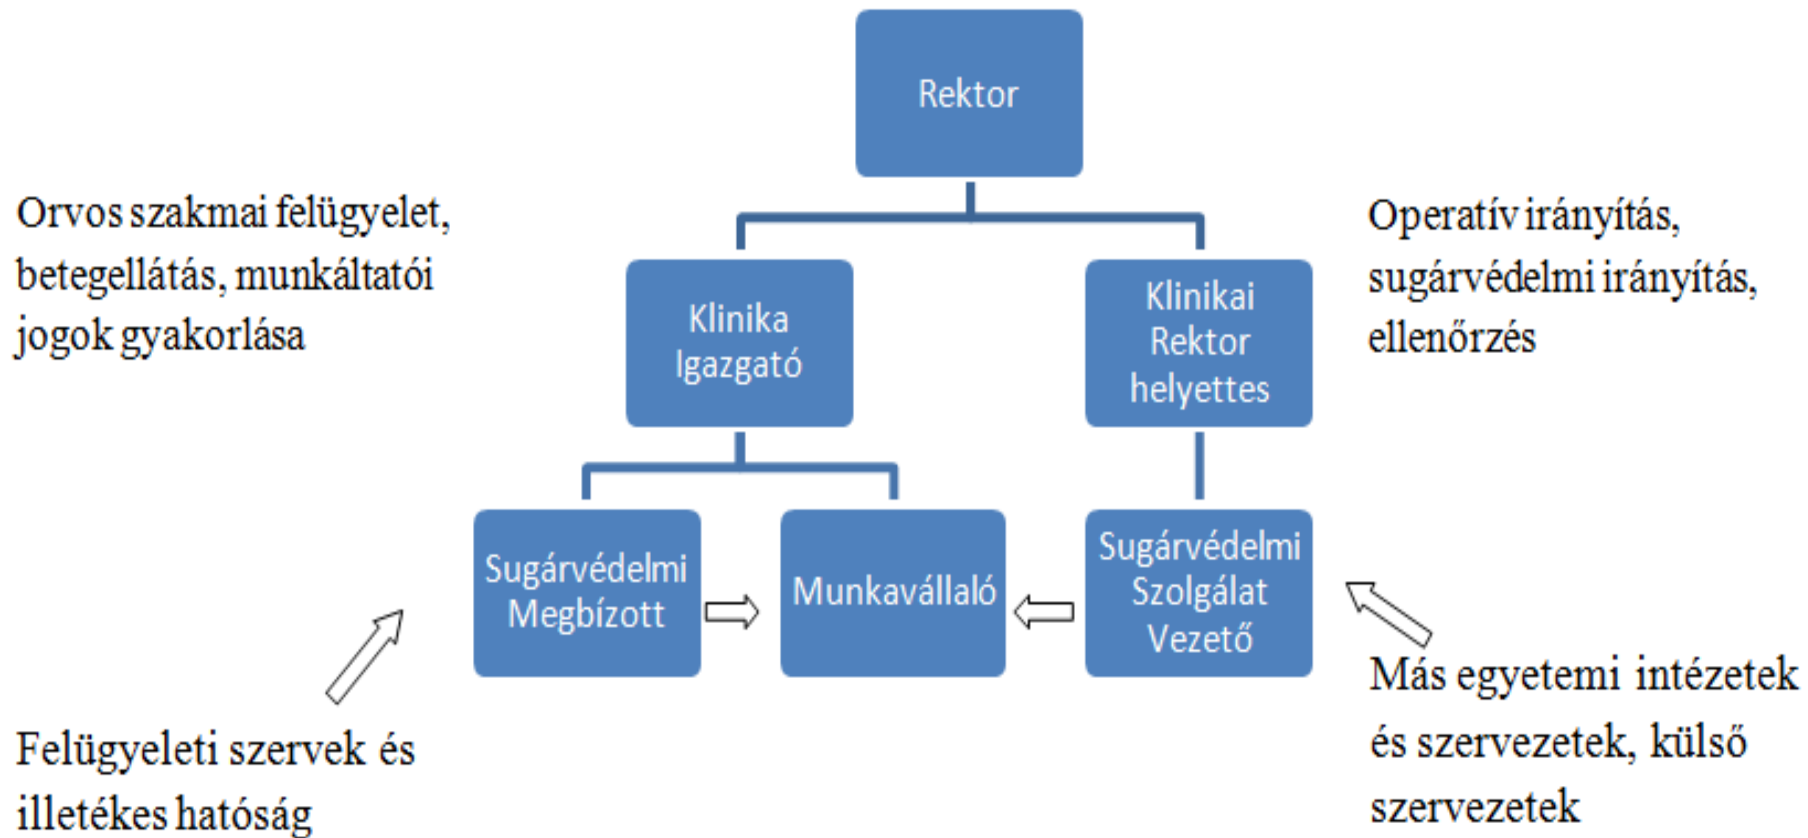 Rektor
Orvos szakmai felügyelet,
betegellátás, munkáltatói
jogok gyakorlása
Operatív irányítás,
sugárvédelmi irányítás,
ellenőrzés
Klinika
Igazgató
Klinikai
Rektor
helyettes
Sugárvédelmi
Megbízott
Munkavállaló
Sugárvédelmi
Szolgálat
Vezető
Felügyeleti szervek és
illetékes hatóság
Más egyetemi intézetek
és szervezetek, külső
szervezetek